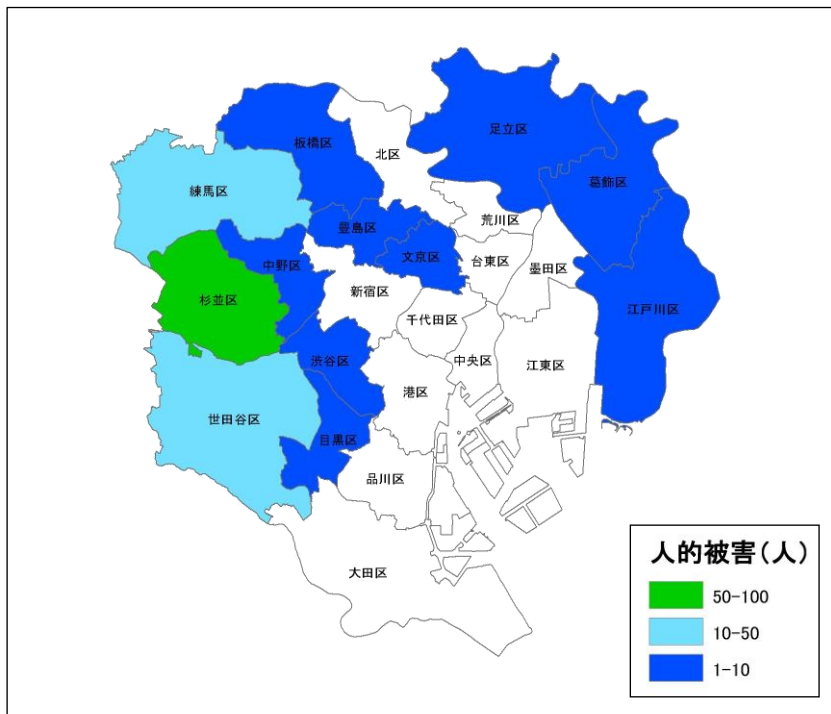 足立区
板橋区
北区
葛飾区
練馬区
荒川区
豊島区
文京区
台東区
中野区
墨田区
新宿区
杉並区
江戸川区
千代田区
渋谷区
中央区
江東区
港区
世田谷区
目黒区
品川区
大田区
人的被害(人)
50-100
10-50
1-10